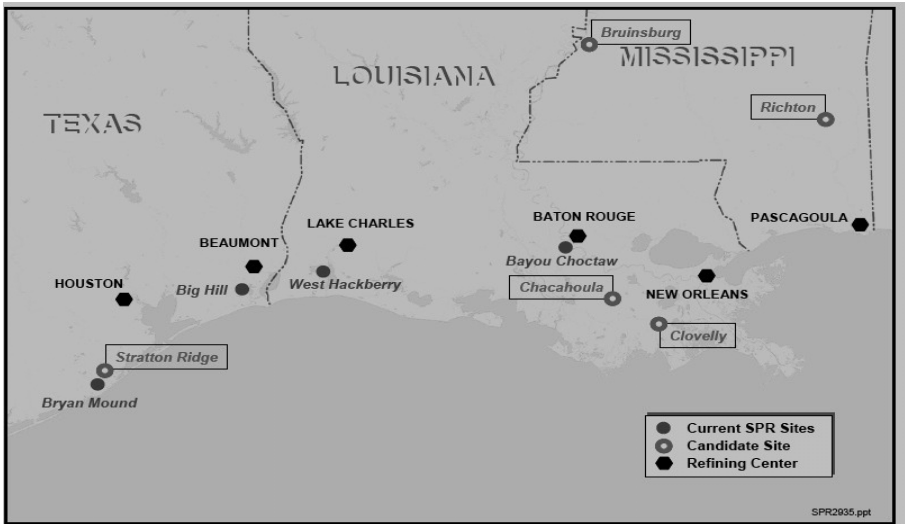 Bruinsburg
LOUISIANA
MISSISSIPPI
TEXAS
Richton
LAKE CHARLES
BATON ROUGE
PASCAGOULA
BEAUMONT
Bayou Choctaw
HOUSTON
Big Hill
West Hackberry
Chacahoula
NEW ORLEANS
Clovelly
Stratton Ridge
Bryan Mound
Current SPR Sites
Candidate Site
Refining Center
SPR2935.ppt